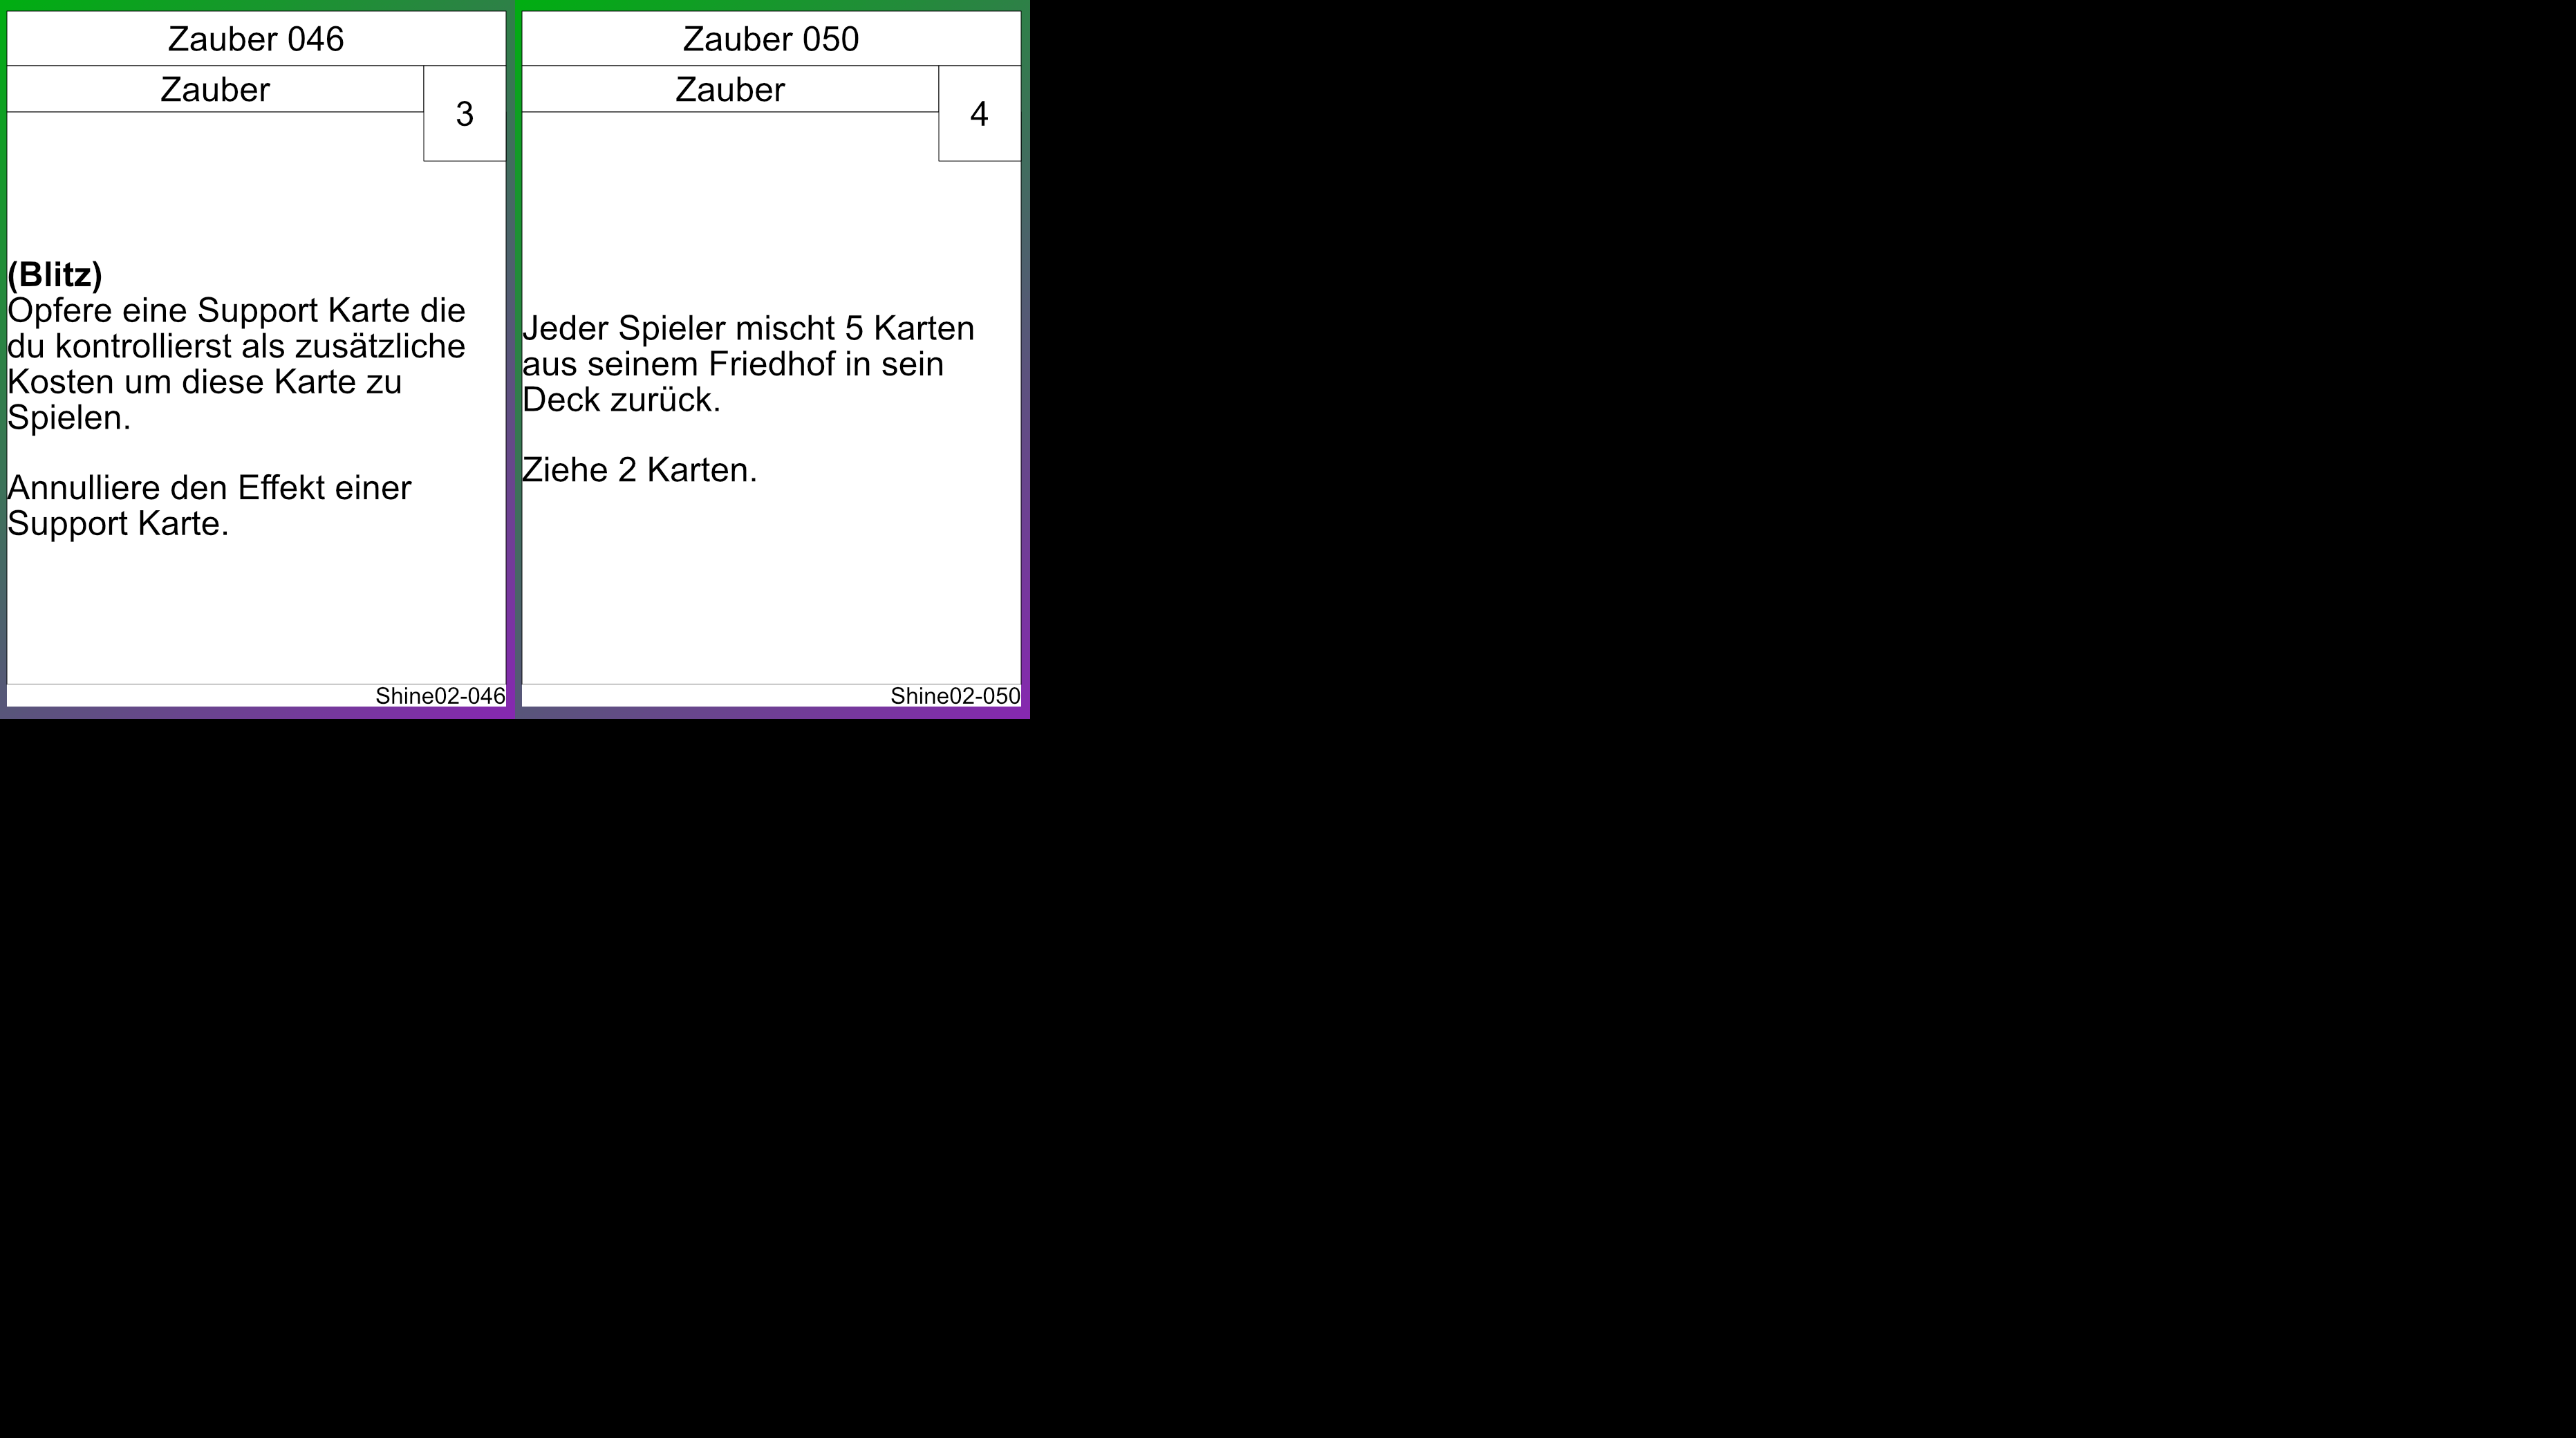 Zauber 046
Zauber
3
(Blitz)
Opfere eine Support Karte die
du kontrollierst als zusätzliche
Kosten um diese Karte zu
Spielen.
Annulliere den Effekt einer
Support Karte.
Shine02-046
Zauber 050
Zauber
4
Jeder Spieler mischt 5 Karten
aus seinem Friedhof in sein
Deck zurück.
Ziehe 2 Karten.
Shine02-050